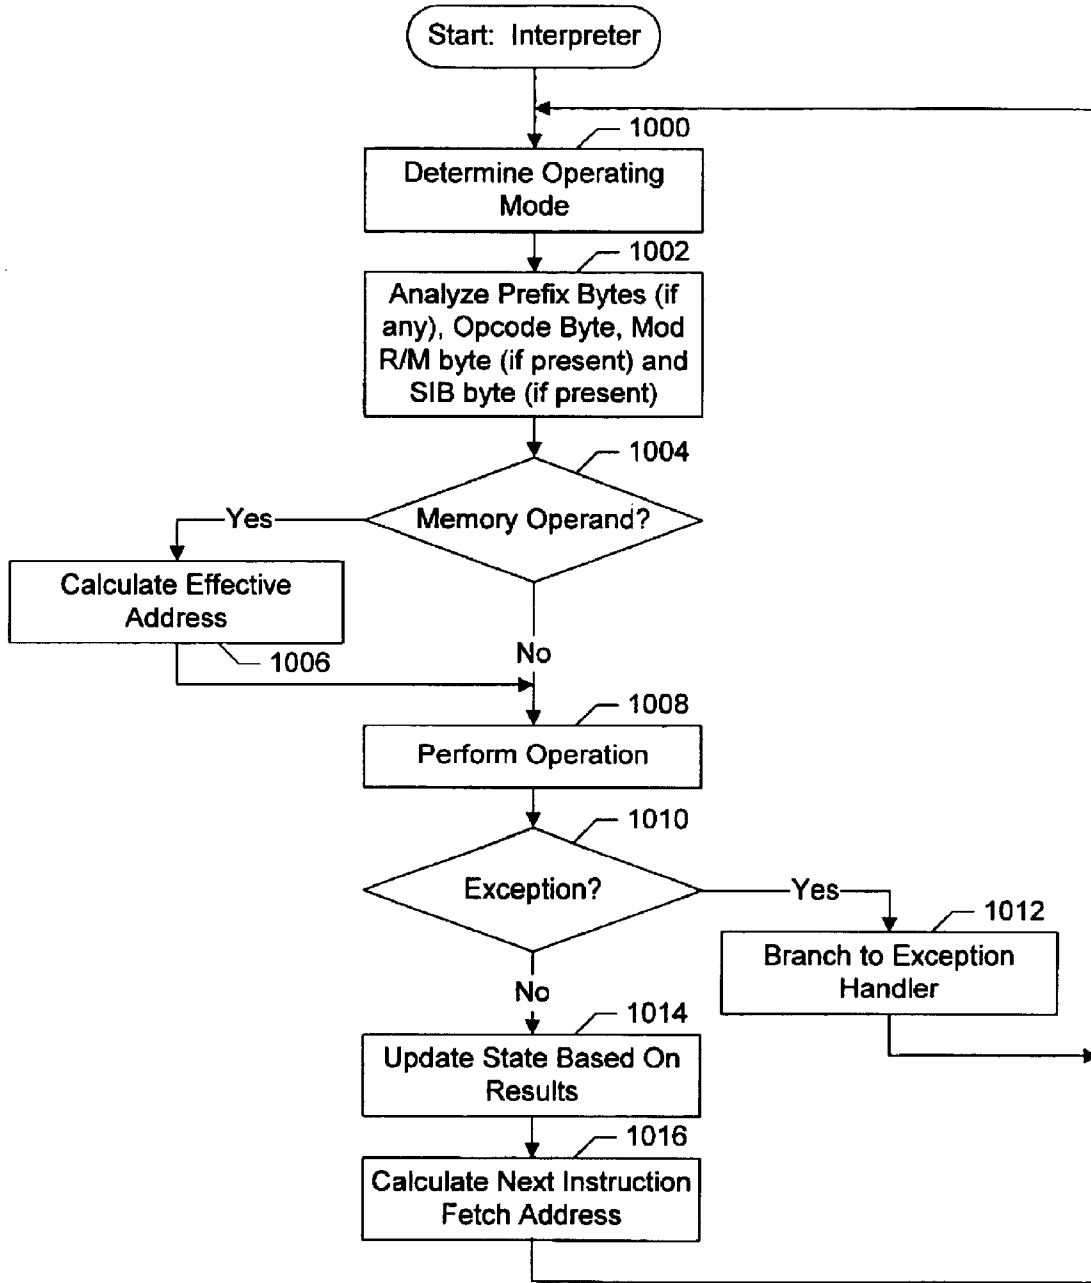 Start: Interpreter
1000
Determine Operating
Mode
1002
Analyze Prefix Bytes (if
any), Opcode Byte, Mod
R/M byte (if present) and
SIB byte (if present)
1004
Memory Operand?
Yes
Calculate Effective
Address
1006
No
1008
Perform Operation
1010
Exception?
Yes
1012
Branch to Exception
Handler
No
1014
Update State Based On
Results
1016
Calculate Next Instruction
Fetch Address